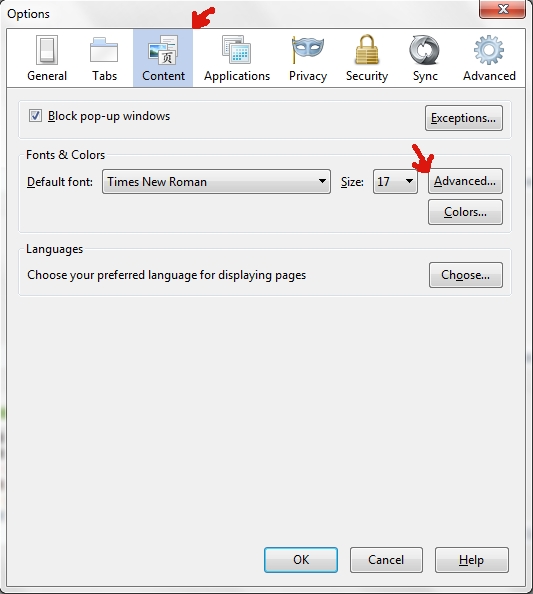 Options
General Tabs Content Applications Privacy Security Sync Advanced
页
Block pop-up windows Exceptions...
Fonts & Colors
Default font: Times New Roman Size: 17 Advanced...
Colors...
Languages
Choose your preferred language for displaying pages Choose...
OK Cancel Help